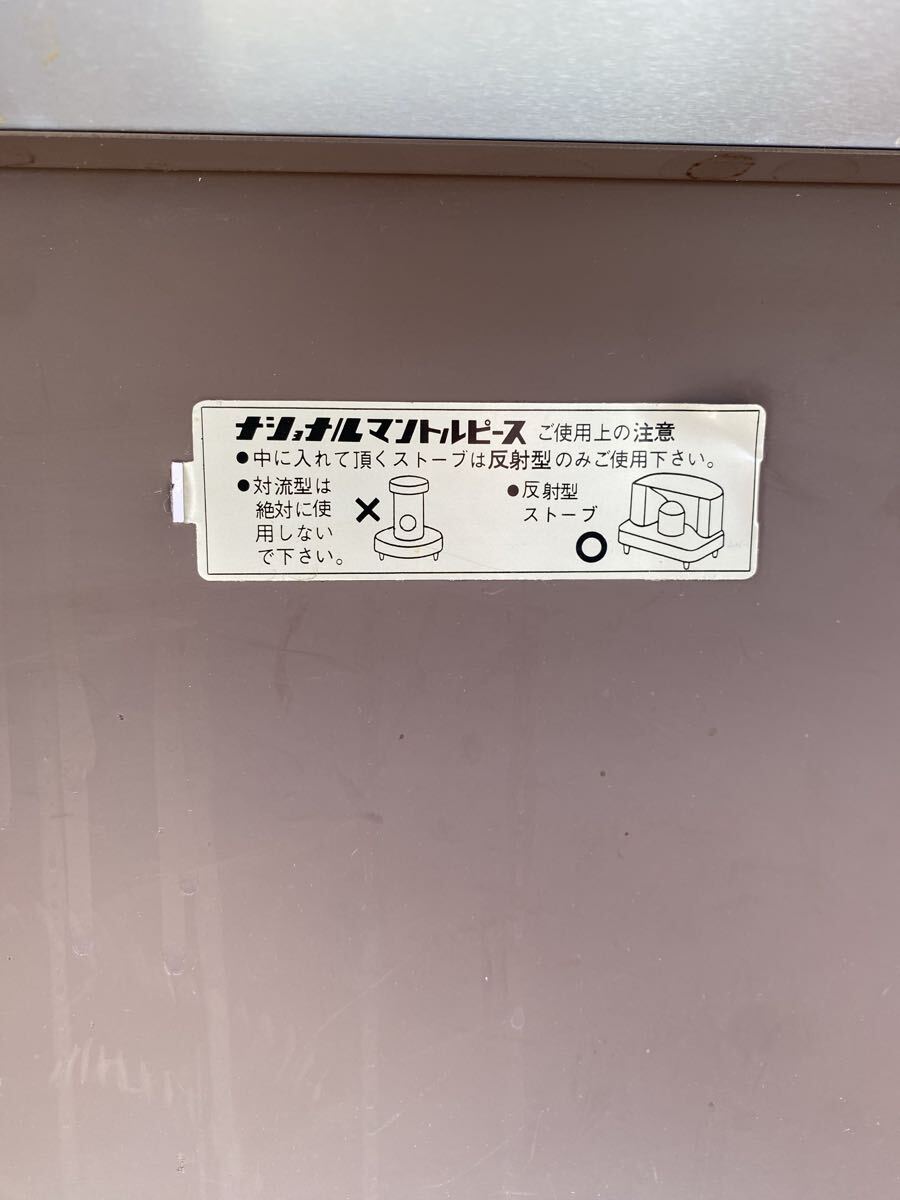 ナショナルマントルピース ご使用上の注意
●中に入れて頂くストーブは反射型のみご使用下さい。
●対流型は
絶対に使
用しない
で下さい。
×
●反射型
ストーブ
○